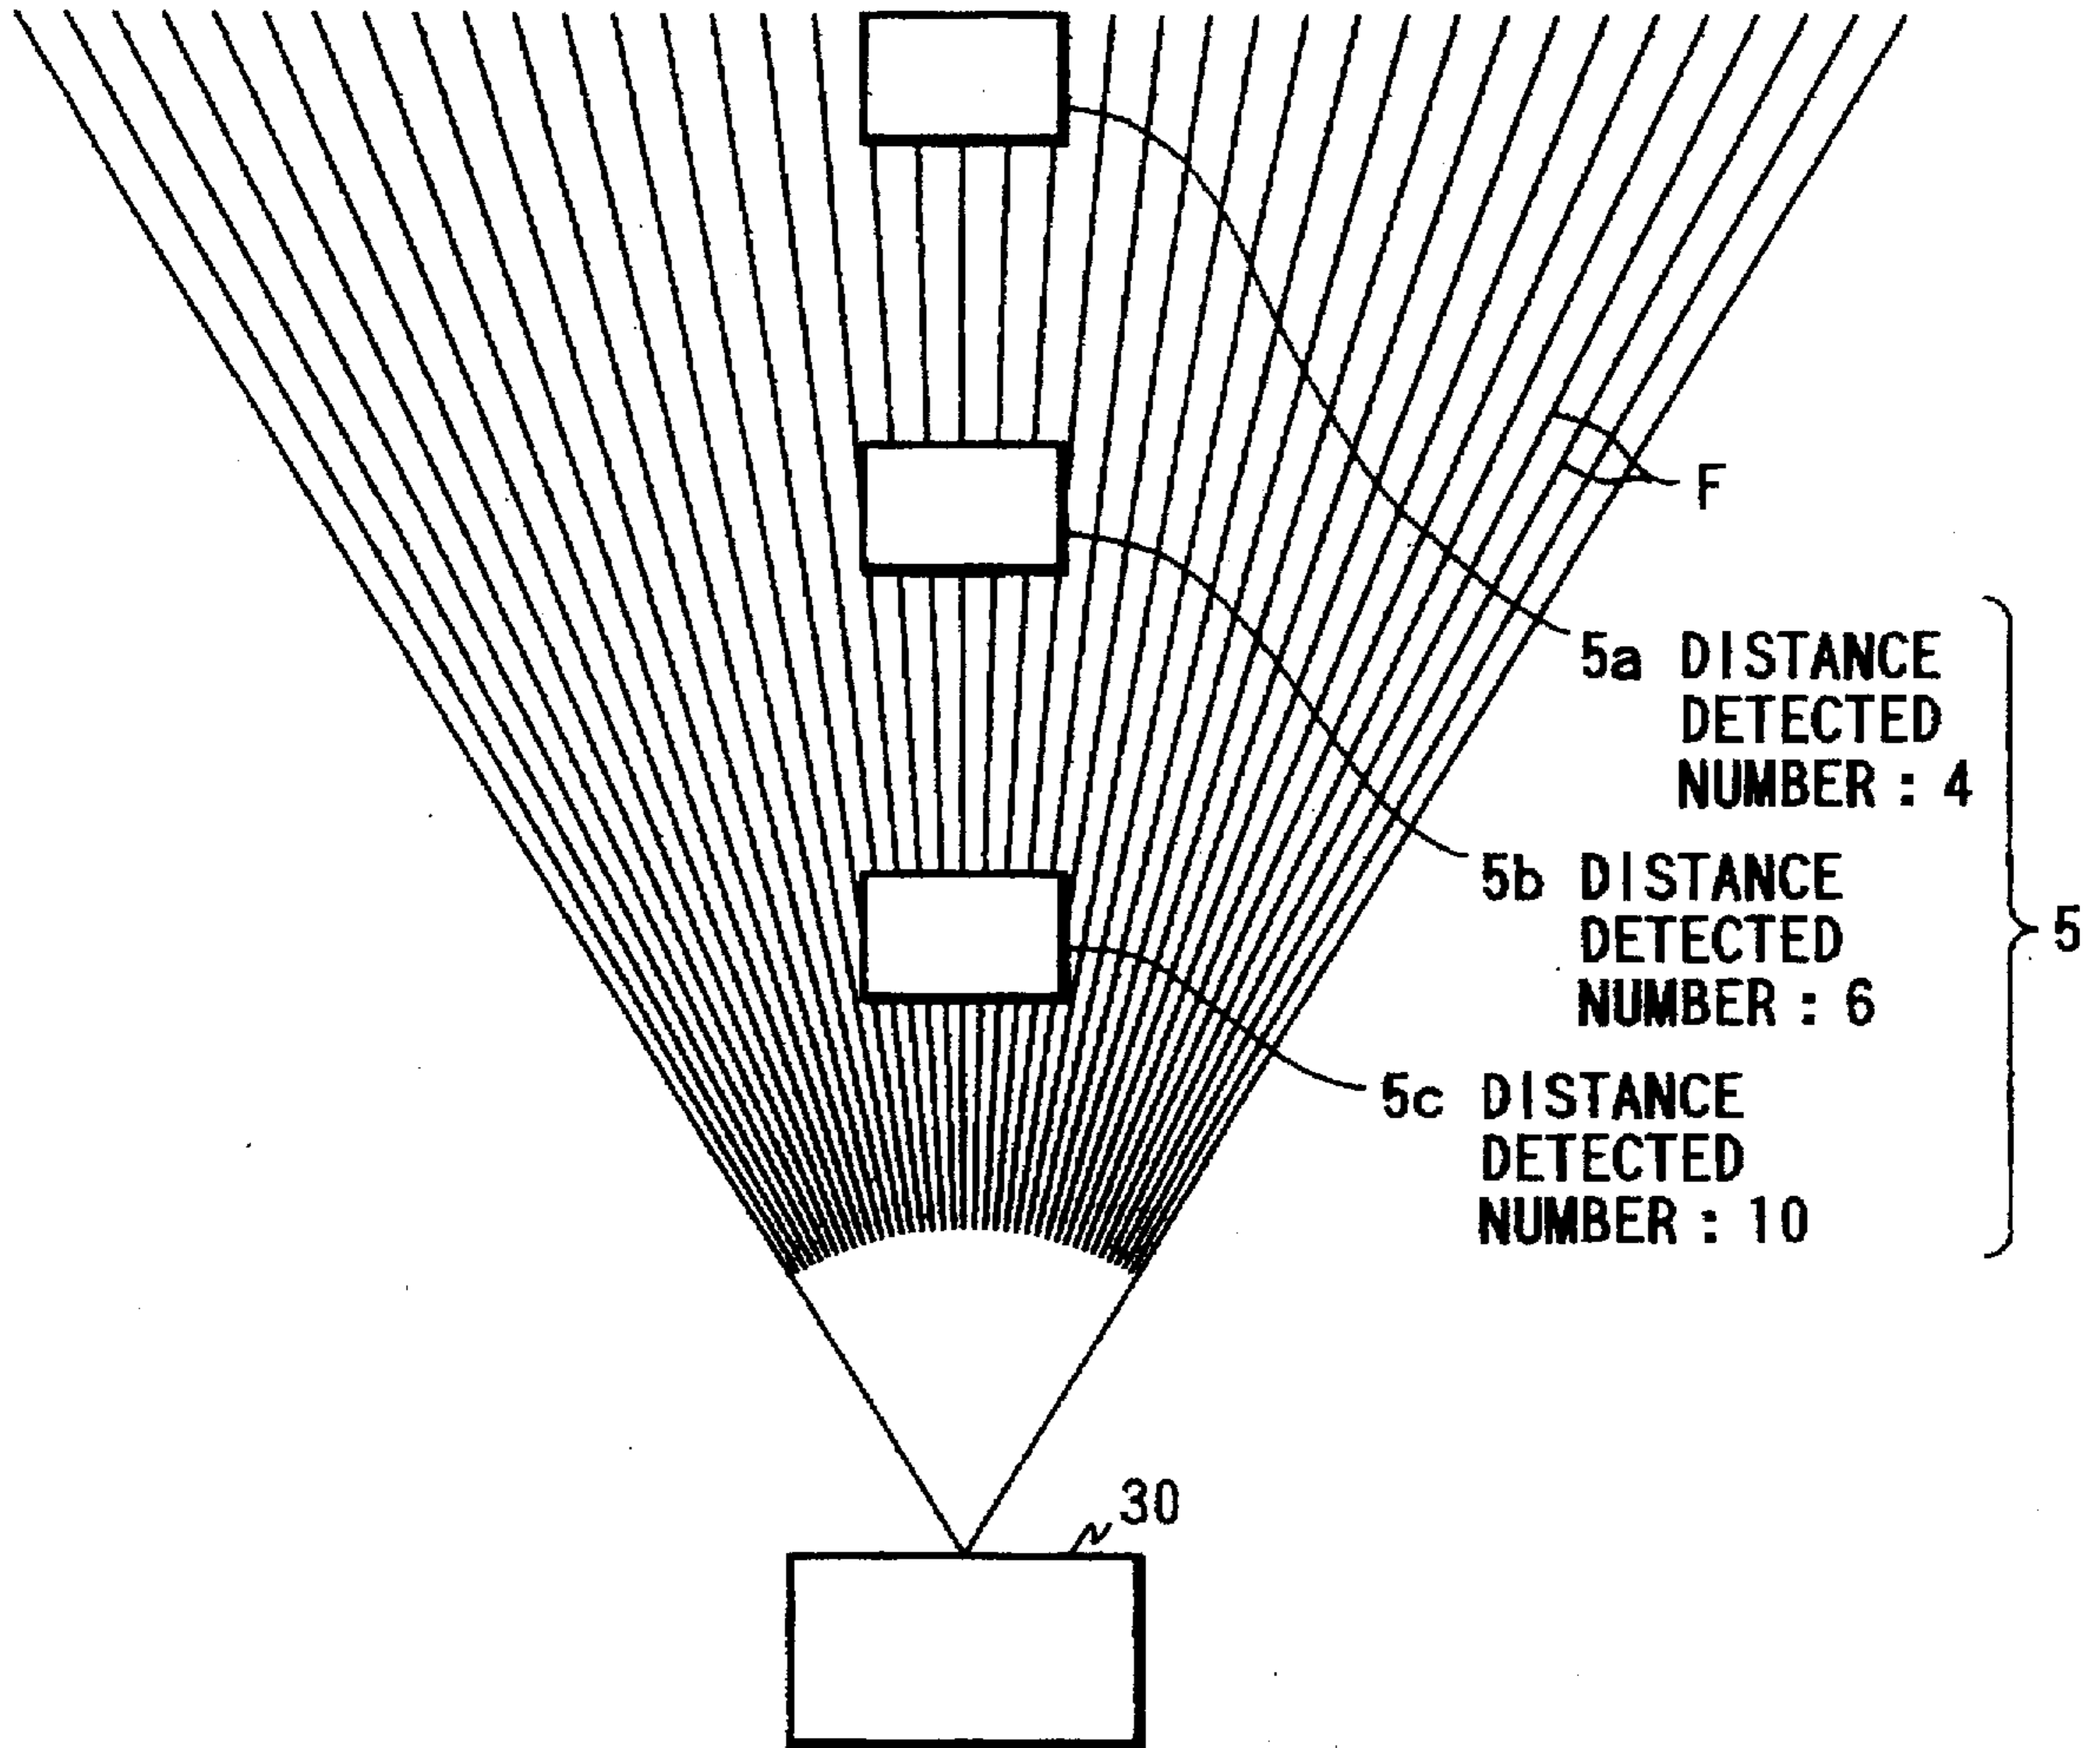 F
5a DISTANCE
DETECTED
NUMBER : 4
5b DISTANCE
DETECTED
NUMBER : 6
5
5c DISTANCE
DETECTED
NUMBER : 10
30